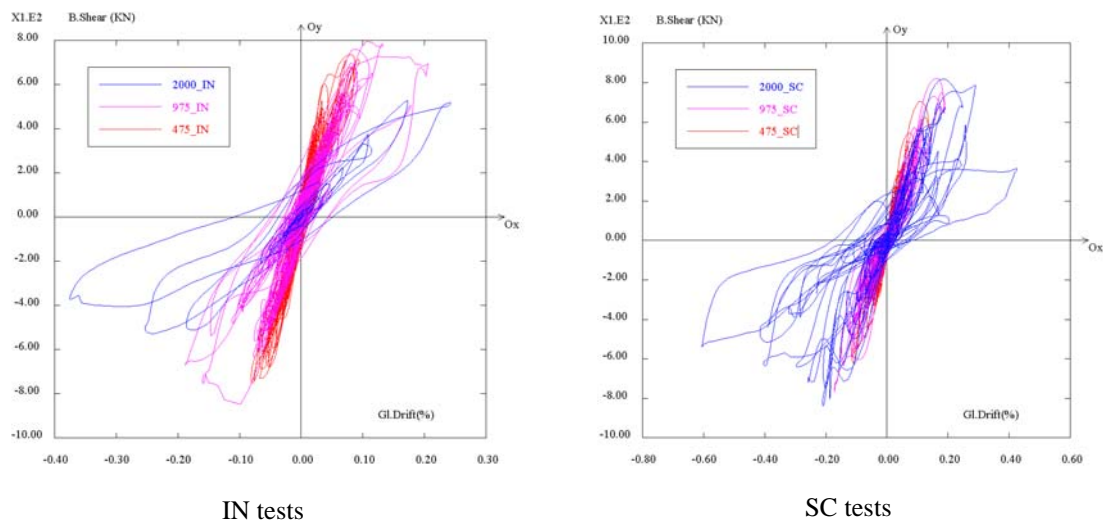 X1.E2 B.Shear (KN)
Oy
8.00
6.00
4.00
2.00
0.00
-2.00
-4.00
-6.00
-8.00
-10.00
2000_IN
975_IN
475_IN
Ox
Gl.Drift(%)
-0.40 -0.30 -0.20 -0.10 0.00 0.10 0.20 0.30
IN tests
X1.E2 B.Shear (KN)
Oy
10.00
8.00
6.00
4.00
2.00
0.00
-2.00
-4.00
-6.00
-8.00
-10.00
2000_SC
975_SC
475_SC
Ox
Gl.Drift(%)
-0.80 -0.60 -0.40 -0.20 0.00 0.20 0.40 0.60
SC tests